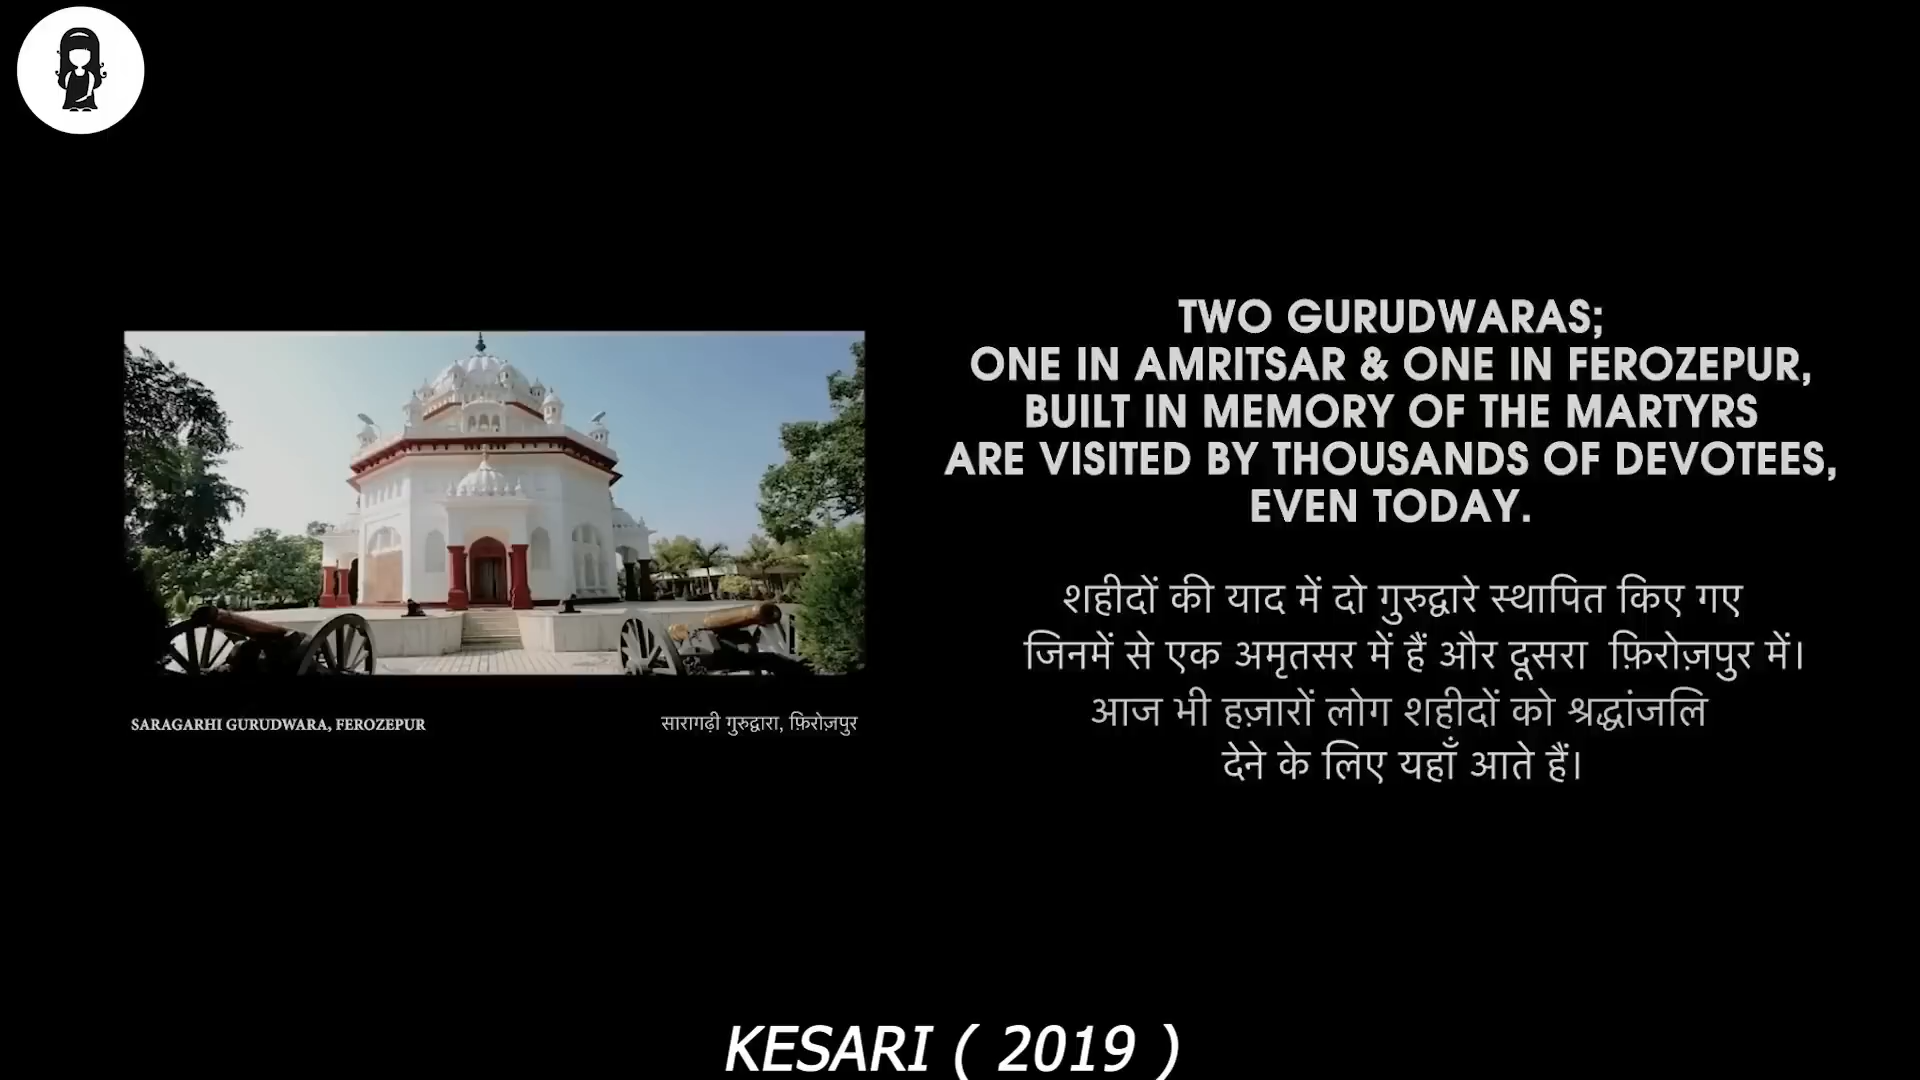 TWO GURUDWARAS;
ONE IN AMRITSAR & ONE IN FEROZEPUR,
BUILT IN MEMORY OF THE MARTYRS
ARE VISITED BY THOUSANDS OF DEVOTEES,
EVEN TODAY.
शहीदों की याद में दो गुरुद्वारे स्थापित किए गए
जिनमें से एक अमृतसर में हैं और दूसरा फ़िरोज़पुर में।
आज भी हज़ारों लोग शहीदों को श्रद्धांजलि
देने के लिए यहाँ आते हैं।
SARAGARHI GURUDWARA, FEROZEPUR
सारागढ़ी गुरुद्वारा, फ़िरोज़पुर
KESARI ( 2019 )